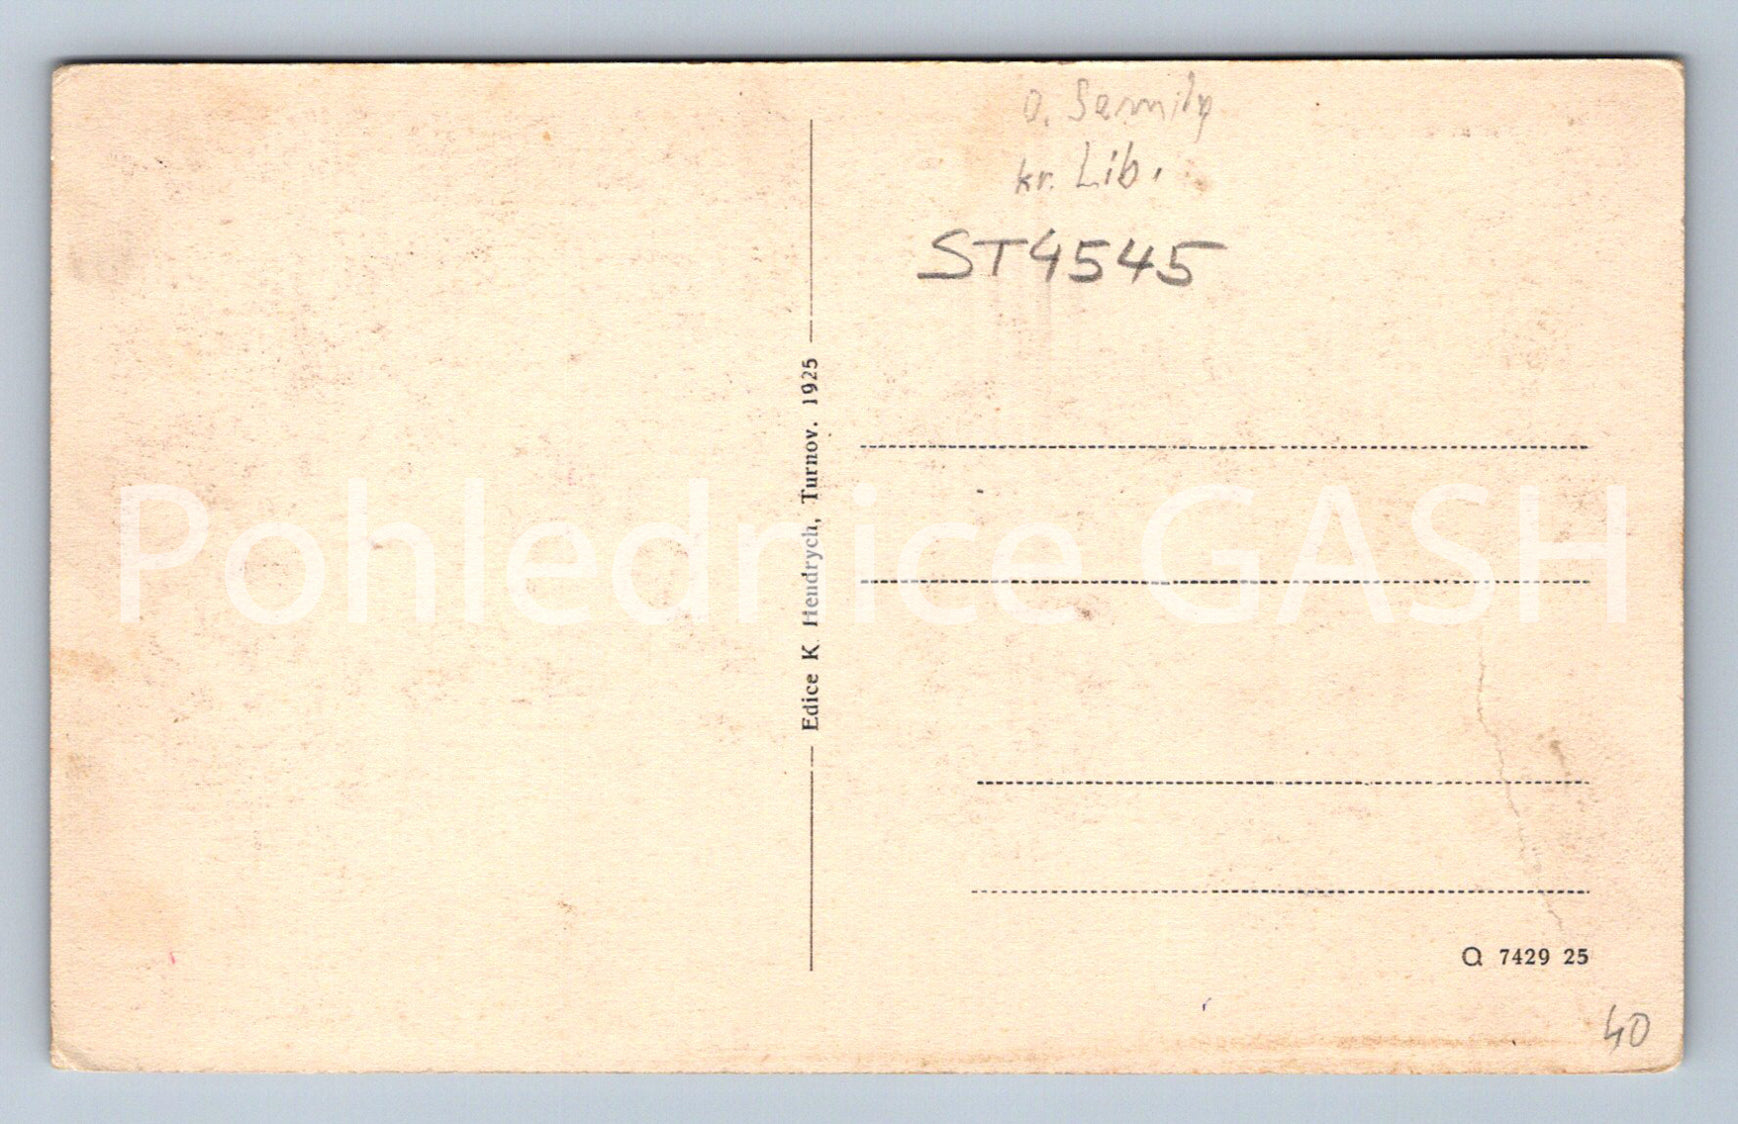 o. Semily
kr. Lib.
ST4545
Edice K. Hendrych, Turnov. 1925
Pohlednice GASH
Q 7429 25
40